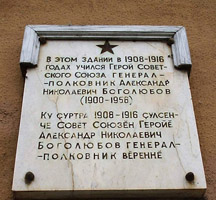 В этом здании в 1908-1916
годах учился Герой Совет-
ского Союза генерал-
полковник Александр
Николаевич Боголюбов
(1900-1956)
Ку суртра 1908-1916 çулсен-
че Совет Союзĕн Геройĕ
Александр Николаевич
Боголюбов генерал-
полковник вĕреннĕ